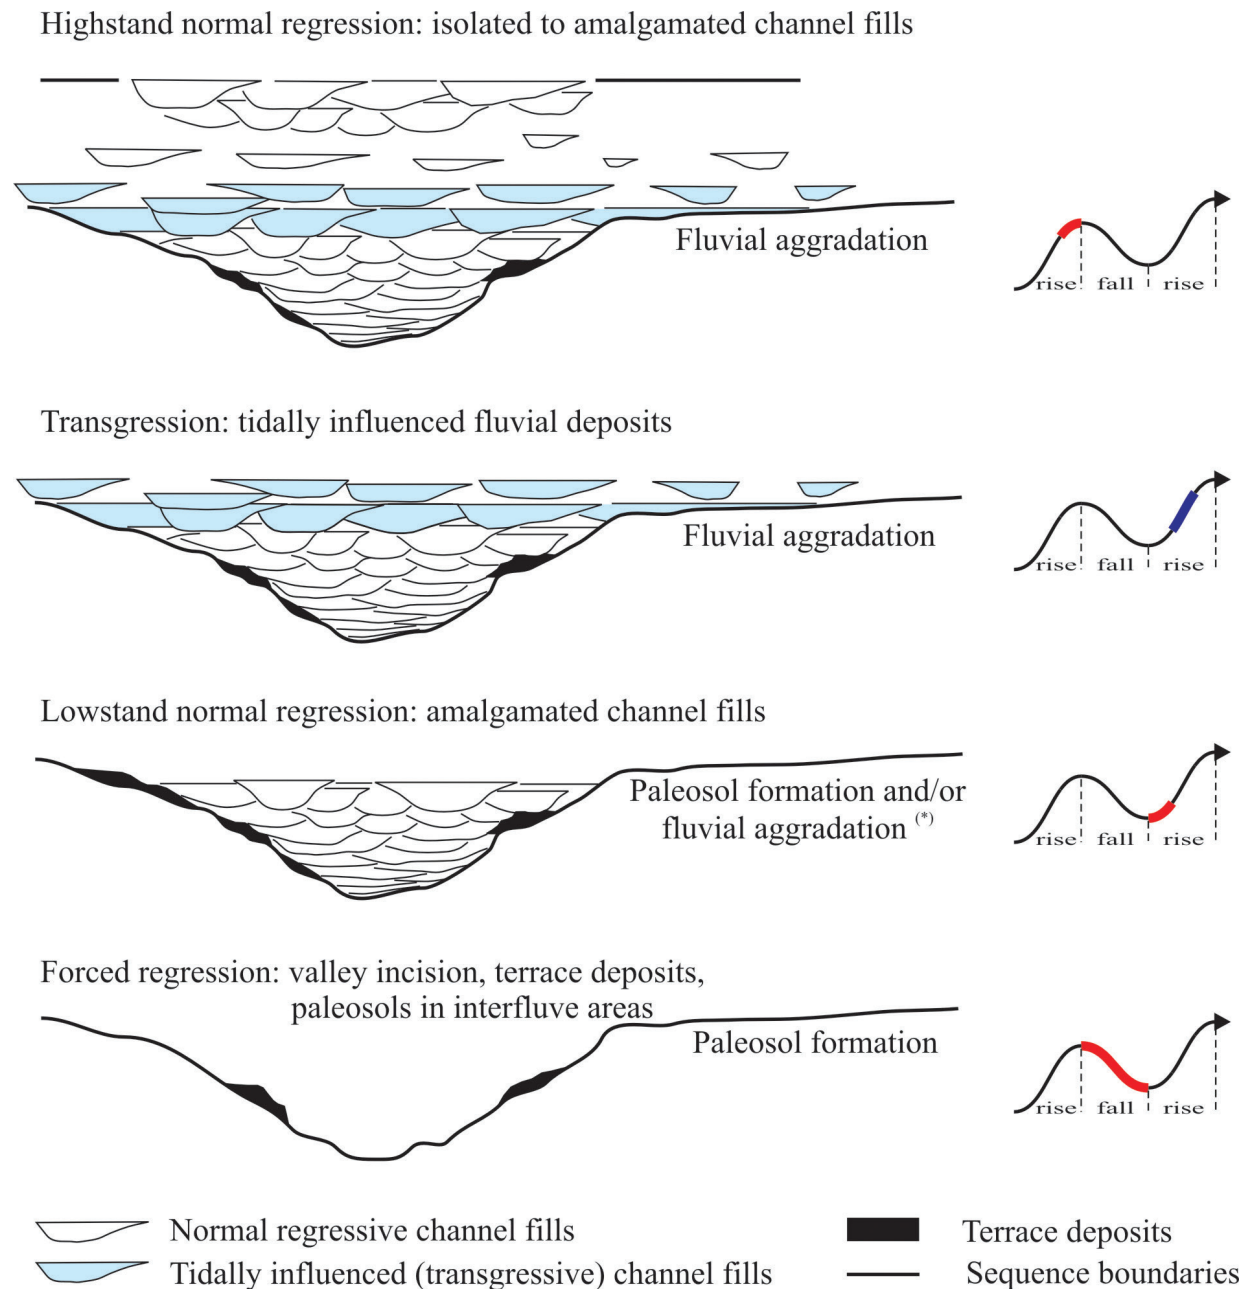 Highstand normal regression: isolated to amalgamated channel fills
Fluvial aggradation
rise fall rise
Transgression: tidally influenced fluvial deposits
Fluvial aggradation
rise fall rise
Lowstand normal regression: amalgamated channel fills
Paleosol formation and/or
fluvial aggradation (*)
rise fall rise
Forced regression: valley incision, terrace deposits,
paleosols in interfluve areas
Paleosol formation
rise fall rise
Normal regressive channel fills
Terrace deposits
Tidally influenced (transgressive) channel fills
Sequence boundaries